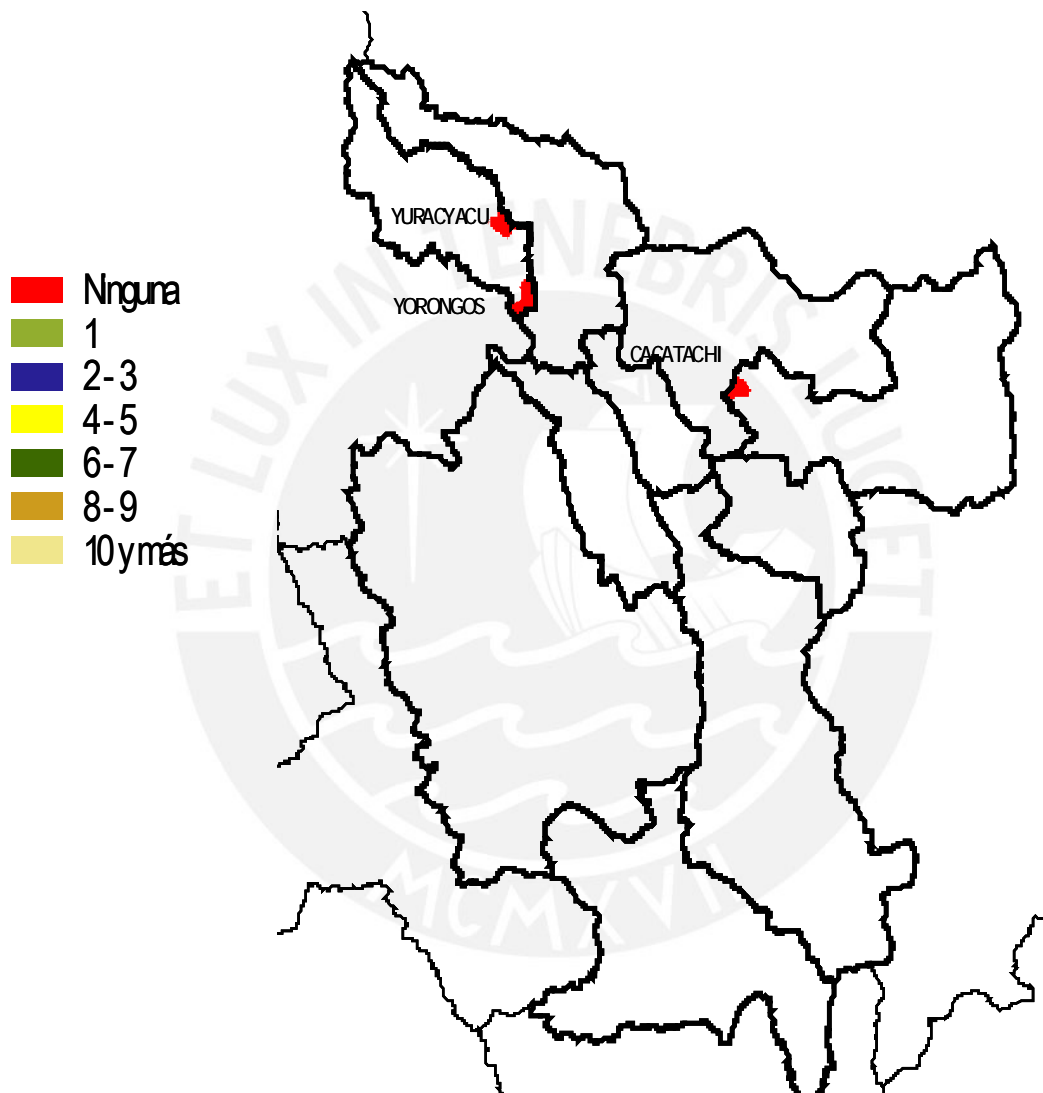 YURACYACU
YORONGOS
CACATACHI
Ninguna
1
2-3
4-5
6-7
8-9
10 y más
ET LUX IN TENEBRIS LUCET
MCMXVII